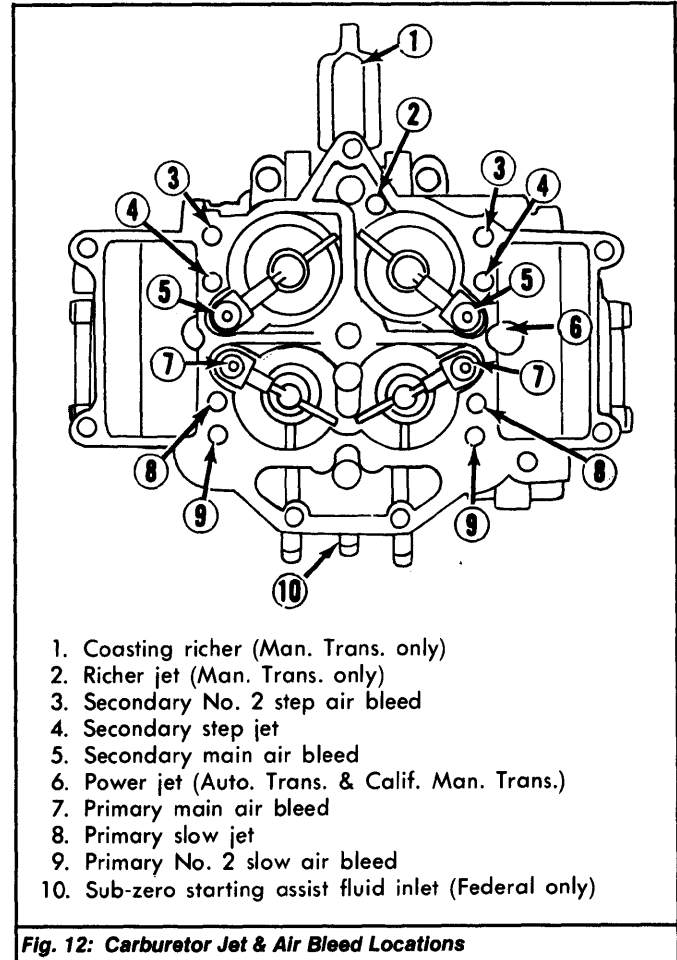 1
2
3
3
4
4
5
5
6
7
7
8
8
9
9
10
1. Coasting richer (Man. Trans. only)
2. Richer jet (Man. Trans. only)
3. Secondary No. 2 step air bleed
4. Secondary step jet
5. Secondary main air bleed
6. Power jet (Auto. Trans. & Calif. Man. Trans.)
7. Primary main air bleed
8. Primary slow jet
9. Primary No. 2 slow air bleed
10. Sub-zero starting assist fluid inlet (Federal only)
Fig. 12: Carburetor Jet & Air Bleed Locations